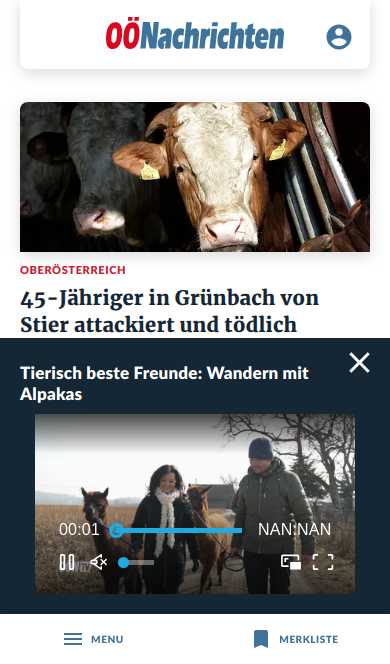 OÖNachrichten
OBERÖSTERREICH
45-Jähriger in Grünbach von
Stier attackiert und tödlich
Tierisch beste Freunde: Wandern mit
Alpakas
00:01
NAN:NAN
MENU
MERKLISTE